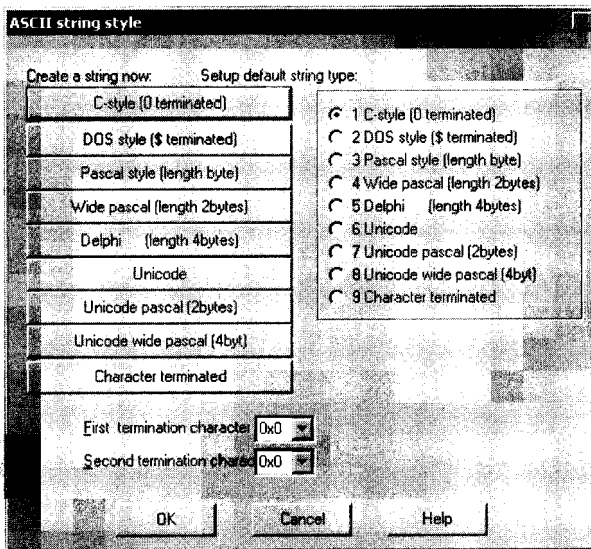 ASCII string style
Create a string now: Setup default string type:
C-style (0 terminated)
DOS style ($ terminated)
Pascal style (length byte)
Wide pascal (length 2bytes)
Delphi (length 4bytes)
Unicode
Unicode pascal (2bytes)
Unicode wide pascal (4byt)
Character terminated
1 C-style (0 terminated)
2 DOS style ($ terminated)
3 Pascal style (length byte)
4 Wide pascal (length 2bytes)
5 Delphi (length 4bytes)
6 Unicode
7 Unicode pascal (2bytes)
8 Unicode wide pascal (4byt)
9 Character terminated
First termination character 0x0
Second termination charac 0x0
OK Cancel Help